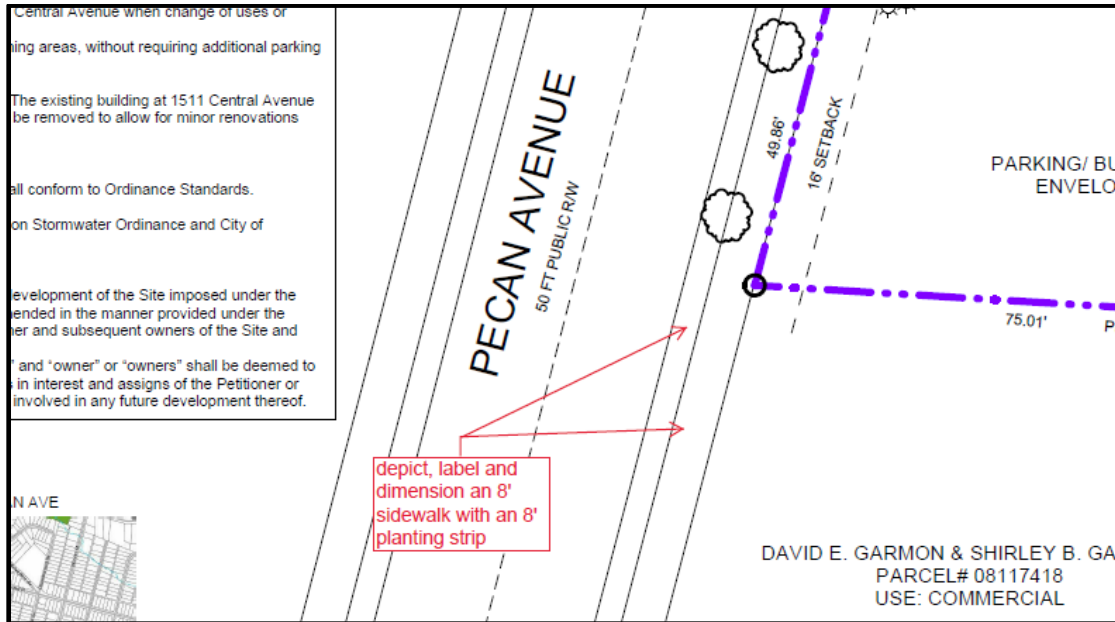 Central Avenue when change of uses or
ning areas, without requiring additional parking
The existing building at 1511 Central Avenue
be removed to allow for minor renovations
all conform to Ordinance Standards.
on Stormwater Ordinance and City of
development of the Site imposed under the
mended in the manner provided under the
ner and subsequent owners of the Site and
" and "owner" or "owners" shall be deemed to
s in interest and assigns of the Petitioner or
involved in any future development thereof.
PECAN AVENUE
50 FT PUBLIC R/W
49.86'
16' SETBACK
PARKING/ BU
ENVELO
75.01'
P
depict, label and
dimension an 8'
sidewalk with an 8'
planting strip
AN AVE
DAVID E. GARMON & SHIRLEY B. GA
PARCEL# 08117418
USE: COMMERCIAL